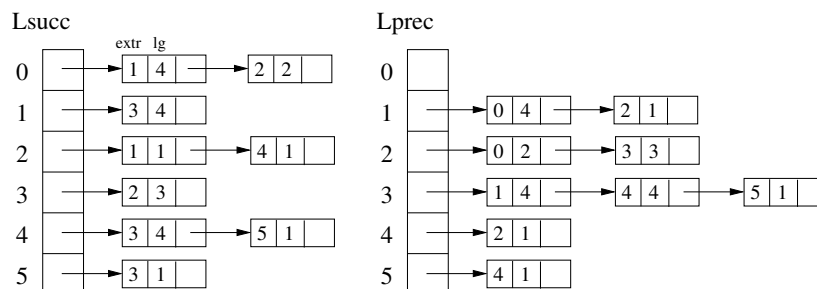 Lsucc Lprec
extr lg
0 1 4 2 2 0
1 3 4 1 0 4 2 1
2 1 1 4 1 2 0 2 3 3
3 2 3 3 1 4 4 4 5 1
4 3 4 5 1 4 2 1
5 3 1 5 4 1